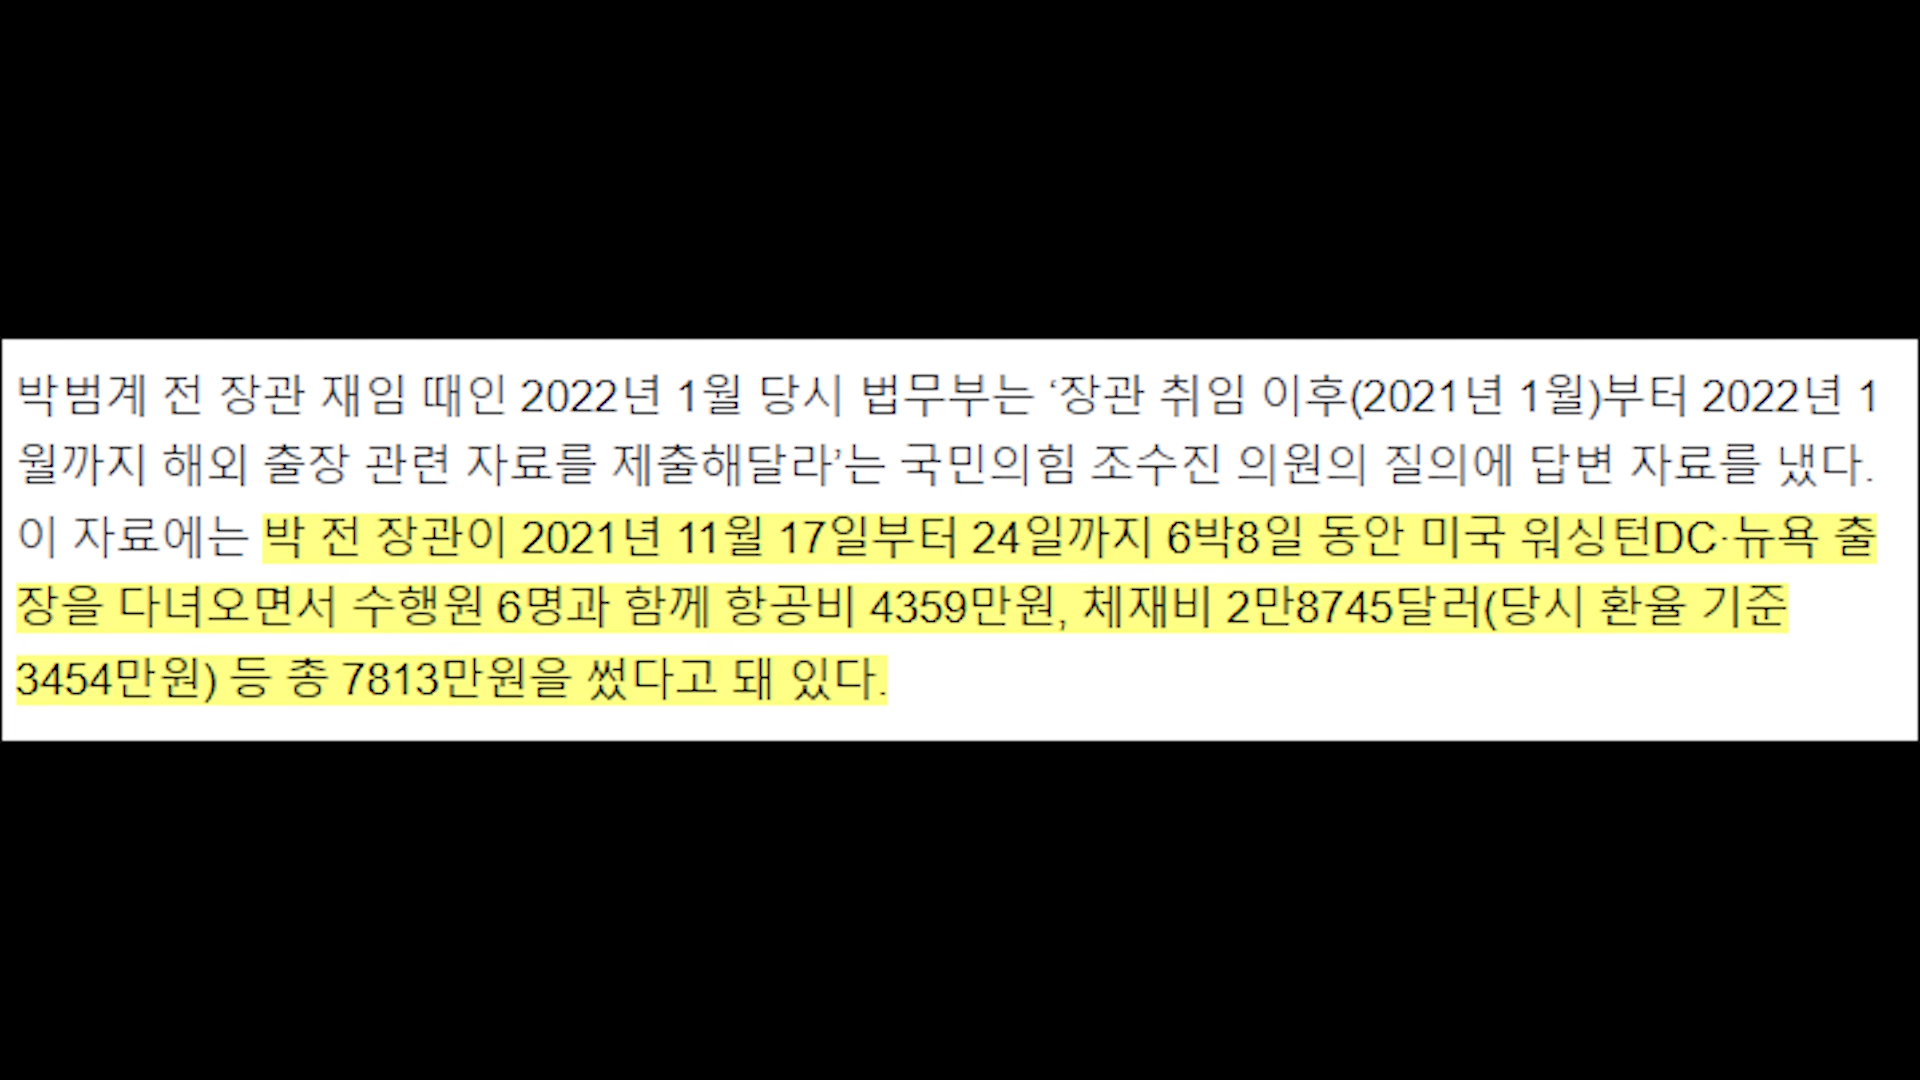 박범계 전 장관 재임 때인 2022년 1월 당시 법무부는 ‘장관 취임 이후(2021년 1월)부터 2022년 1
월까지 해외 출장 관련 자료를 제출해달라’는 국민의힘 조수진 의원의 질의에 답변 자료를 냈다.
이 자료에는 박 전 장관이 2021년 11월 17일부터 24일까지 6박8일 동안 미국 워싱턴DC·뉴욕 출
장을 다녀오면서 수행원 6명과 함께 항공비 4359만원, 체재비 2만8745달러(당시 환율 기준
3454만원) 등 총 7813만원을 썼다고 돼 있다.